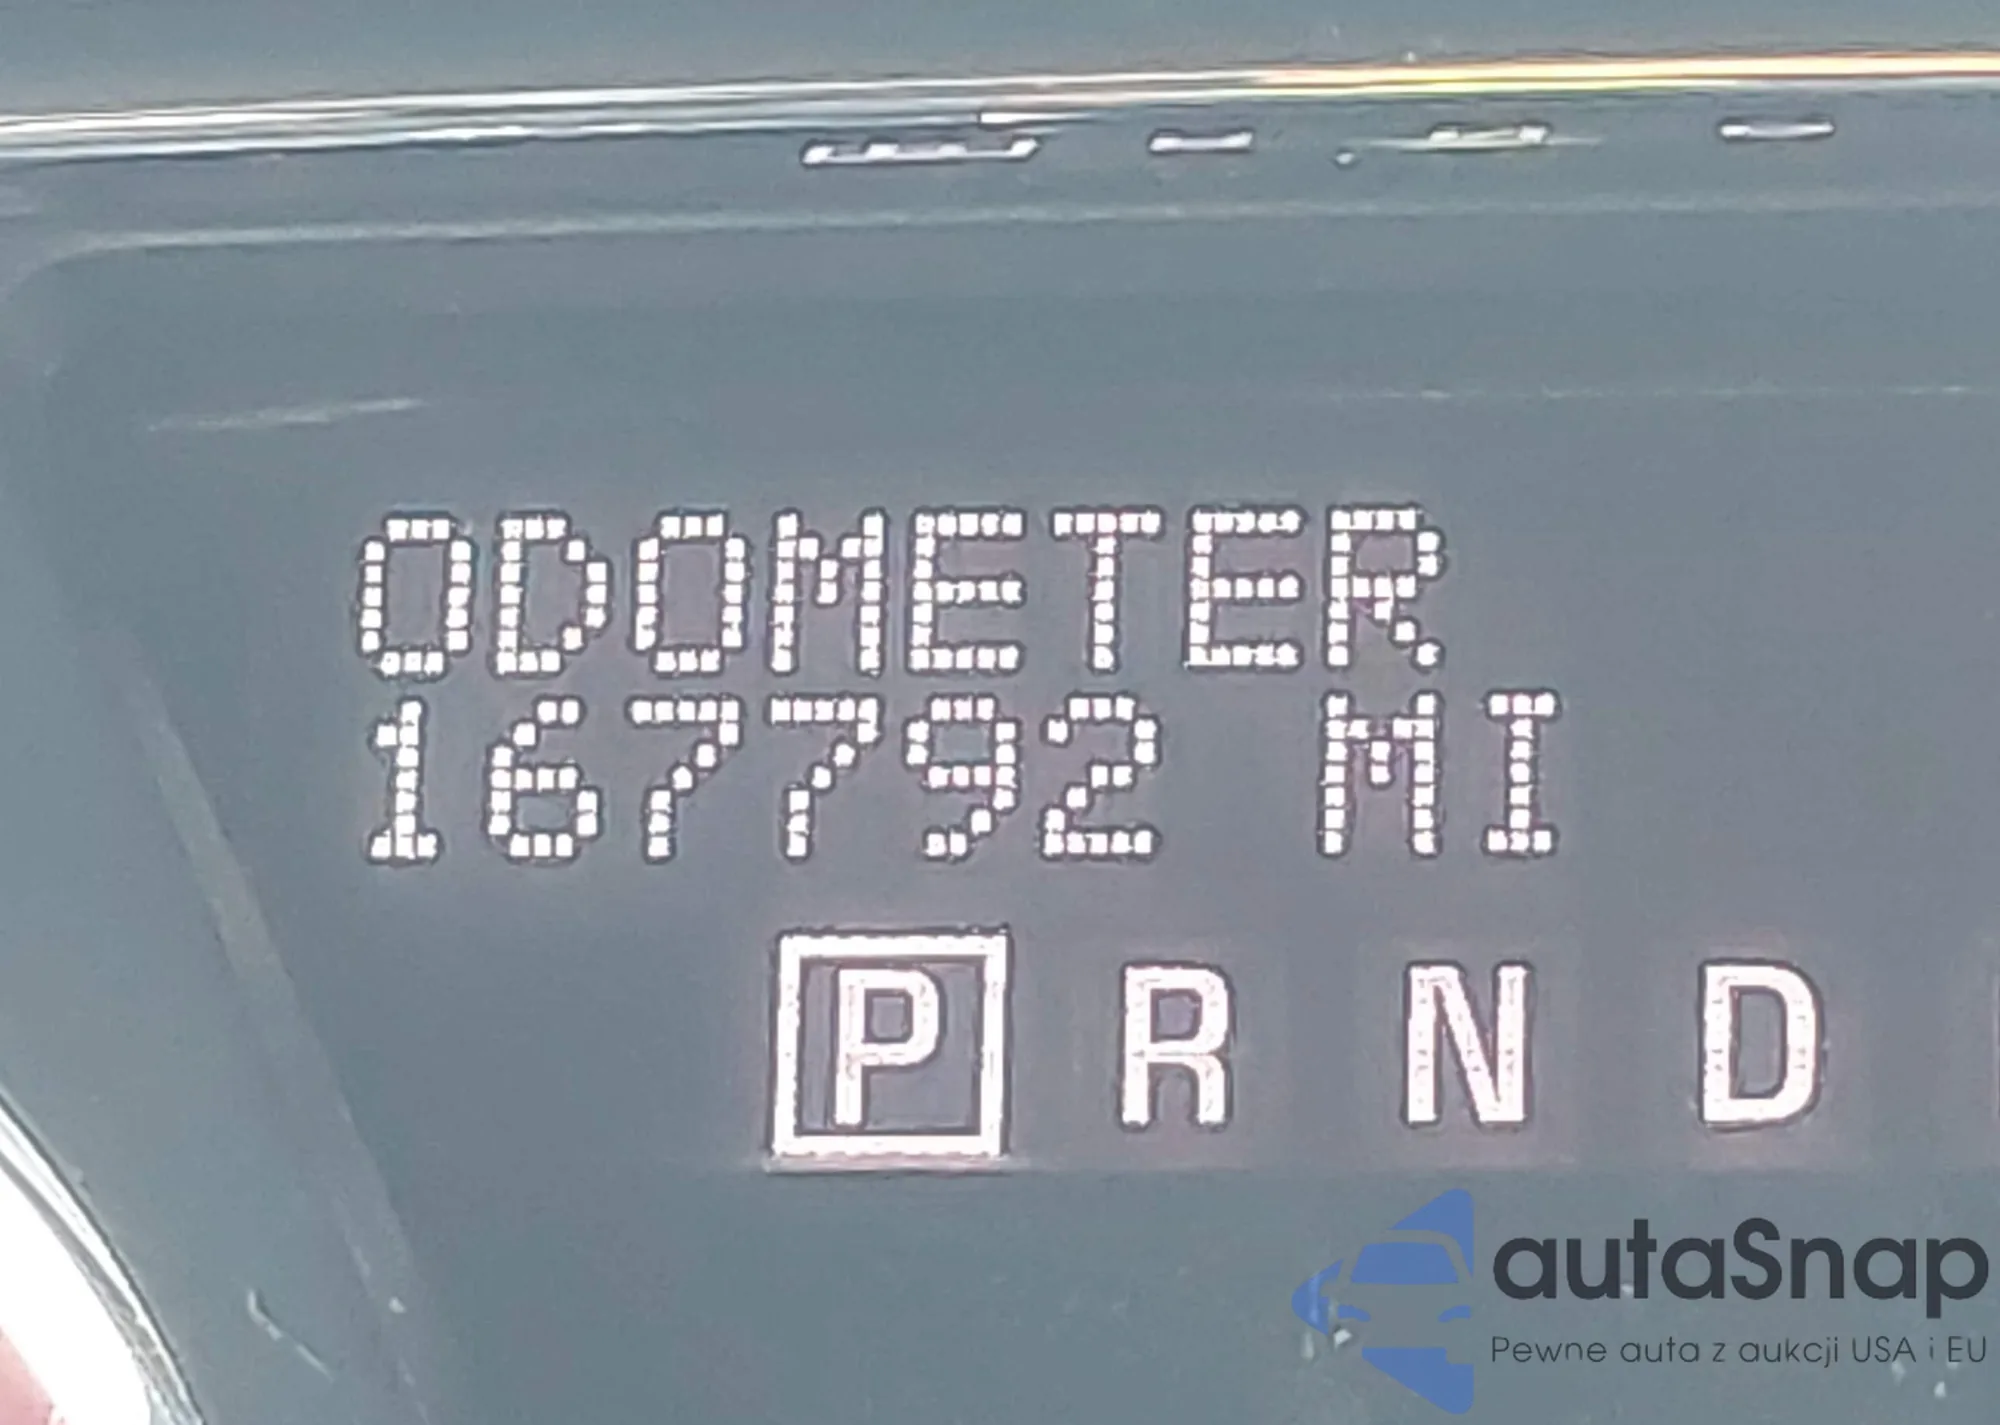 ODOMETER
167792 MI
P R N D
autaSnap
Pewne auta z aukcji USA i EU